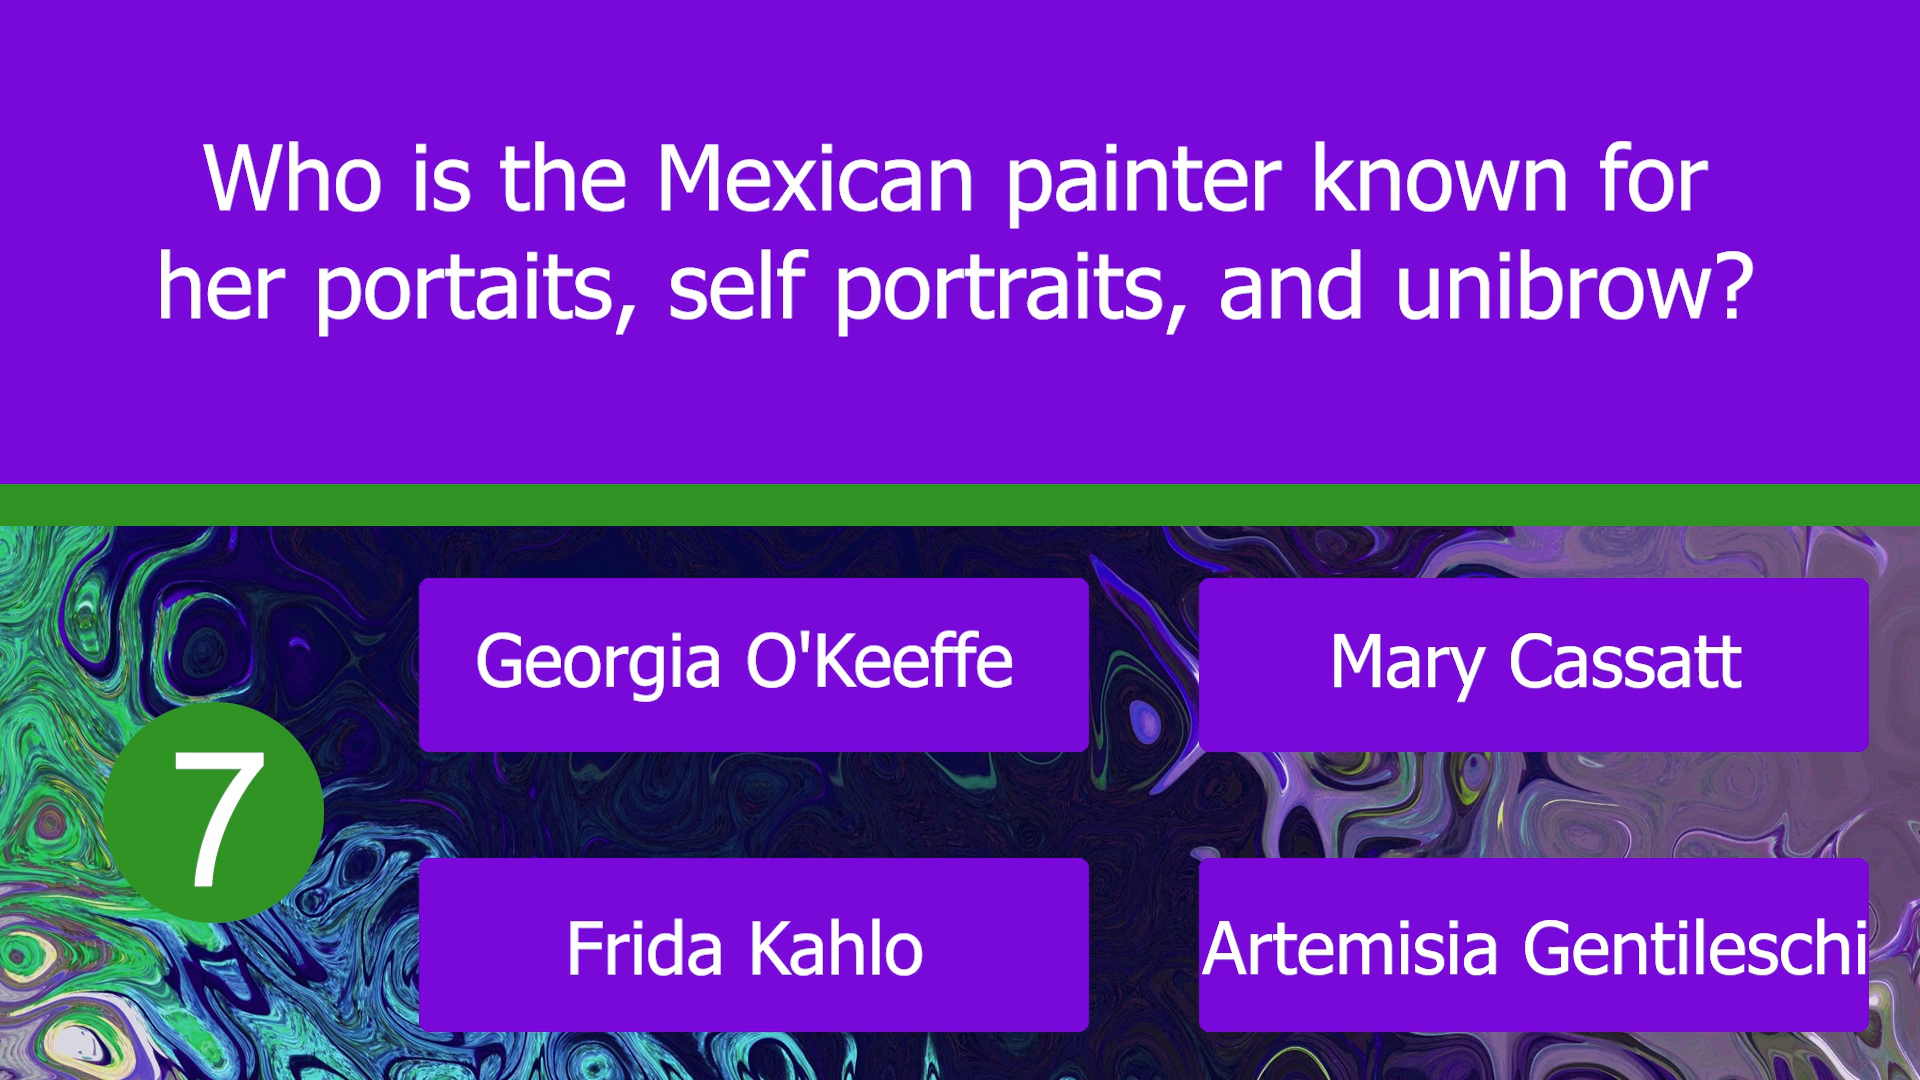 Who is the Mexican painter known for
her portaits, self portraits, and unibrow?
Georgia O'Keeffe
Mary Cassatt
7
Frida Kahlo
Artemisia Gentileschi